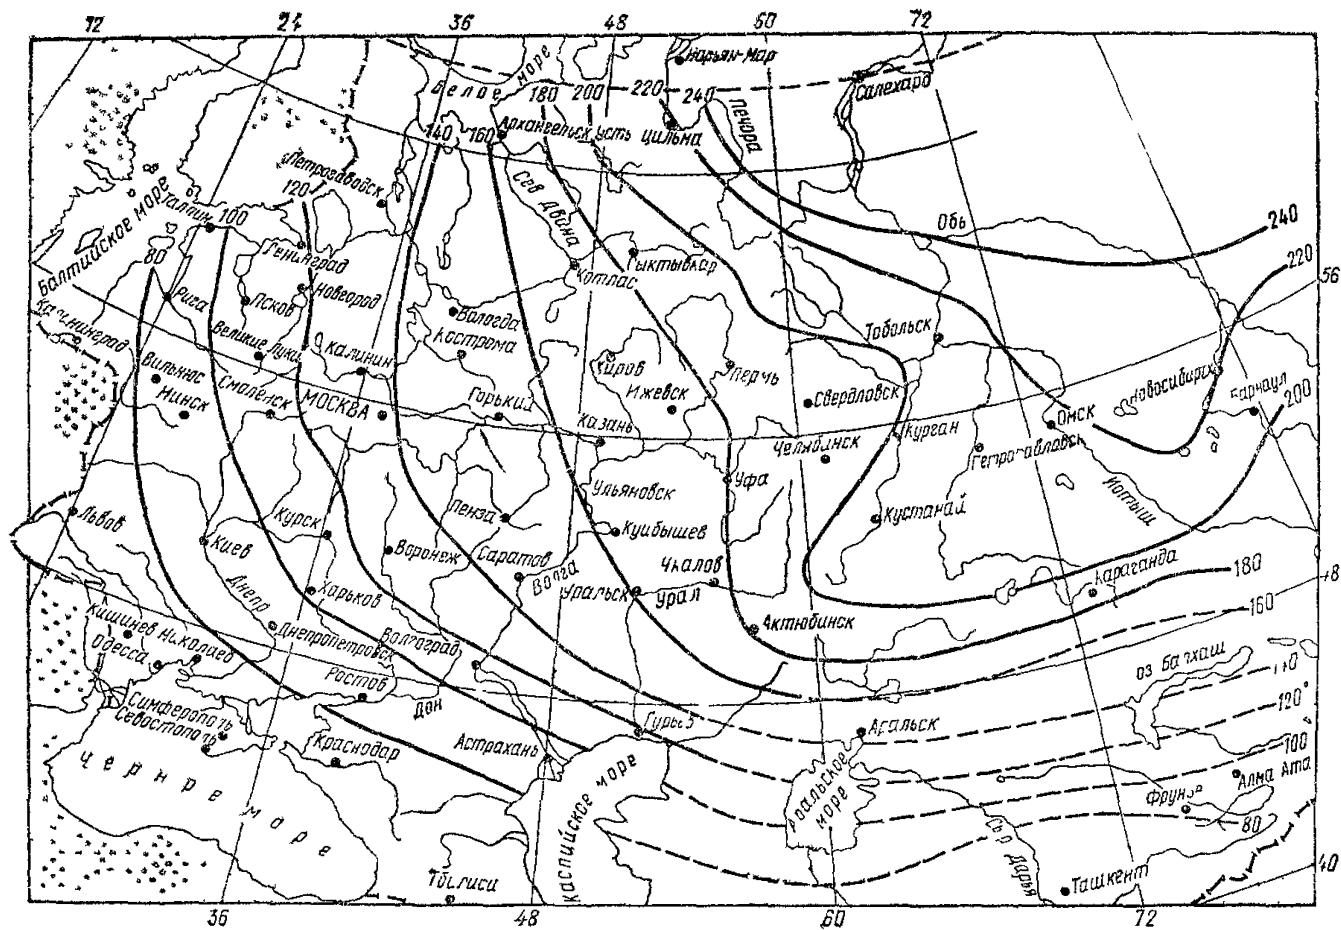 12 24 36 48 60 72
Нарьян-Мар
Белое море
180 200 220 240
Салехард
Печора
140 160 Архангельск Усть Цильма
Петрозаводск
120
Сев Двина
Таллин 100
Балтийское море
Обь 240
Ленинград
Сыктывкар
80
Котлас
220
56
Рига Псков Новгород
Вологда
Калининград
Великие Луки Калинин Кострома
Тобольск
Киров Пермь
Вильнюс
Новосибирск Барнаул
Минск Смоленск МОСКВА Горький Ижевск Свердловск
Омск 200
Казань Курган
Челябинск Петропавловск
Уфа
Иртыш
Ульяновск
Львов Курск Пенза Куйбышев Кустанай
Киев Воронеж Саратов
Чкалов
Волга
Караганда
180
48
Днепр Харьков Уральск Урал
160
Кишинев Николаев Днепропетровск Волгоград Актюбинск
Одесса
оз Балхаш
140
Ростов
Дон
120°
Симферополь
Севастополь
Гурьев Аральск
100
Краснодар Астрахань
Черное море
Каспийское море
Аральское море
Алма Ата
Фрунзе
80
Сыр Дарья
Тбилиси
Ташкент
40
36 48 60 72